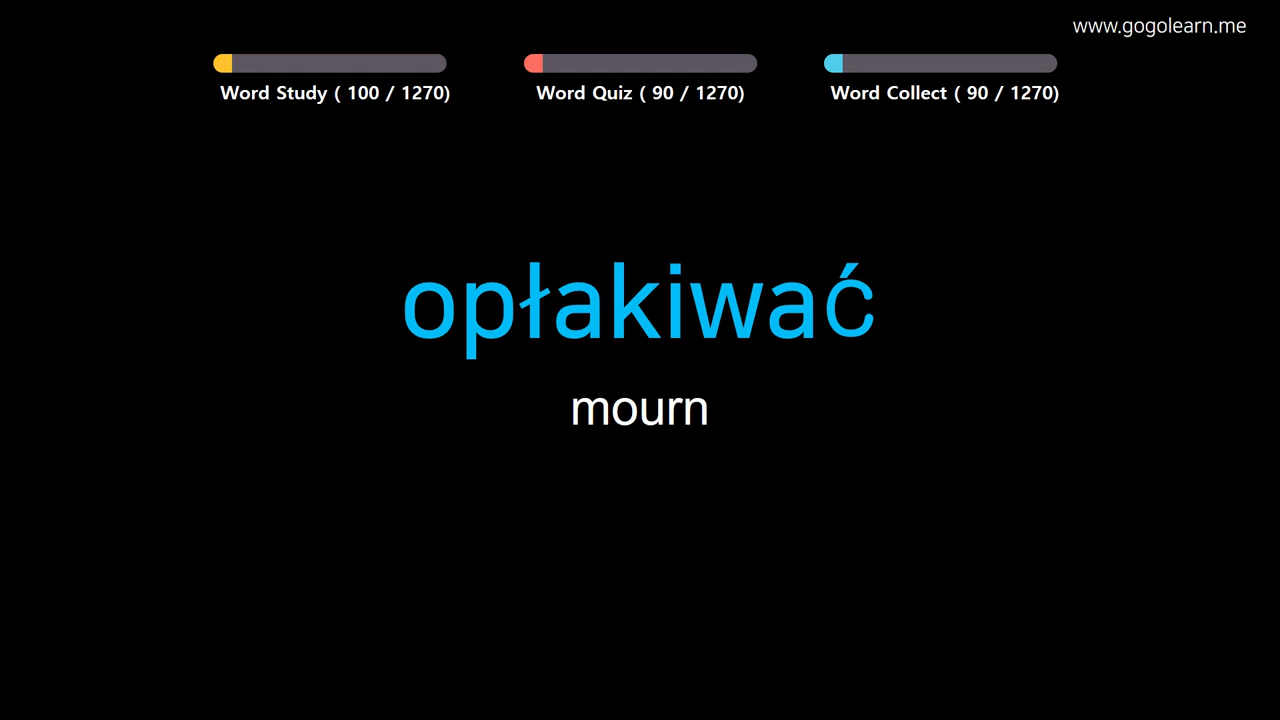 www.gogolearn.me
Word Study ( 100 / 1270)
Word Quiz ( 90 / 1270)
Word Collect ( 90 / 1270)
opłakiwać
mourn